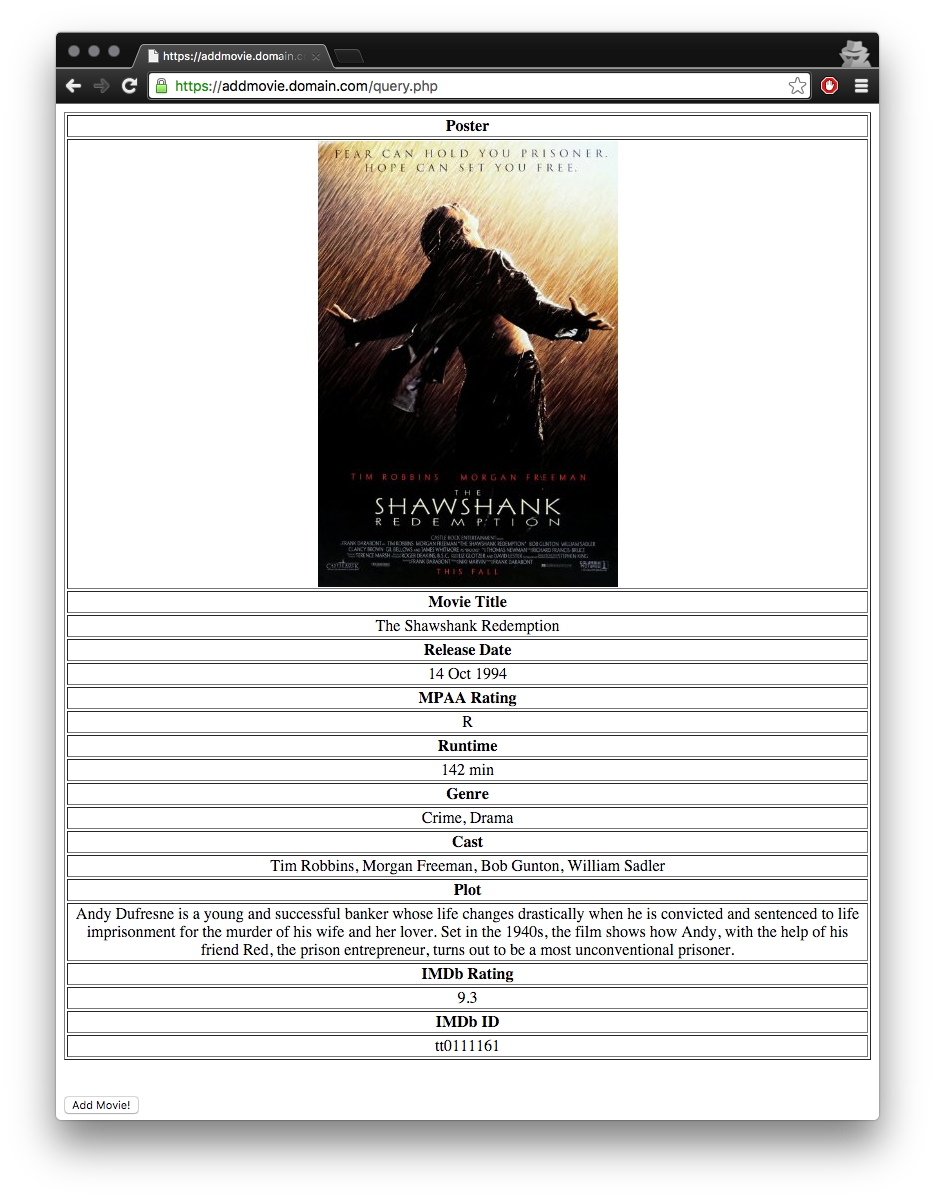 https://addmovie.domain.c
https://addmovie.domain.com/query.php
Poster
FEAR CAN HOLD YOU PRISONER.
HOPE CAN SET YOU FREE.
TIM ROBBINS MORGAN FREEMAN
THE
SHAWSHANK
REDEMPTION
CASTLE ROCK ENTERTAINMENT
THIS FALL
Movie Title
The Shawshank Redemption
Release Date
14 Oct 1994
MPAA Rating
R
Runtime
142 min
Genre
Crime, Drama
Cast
Tim Robbins, Morgan Freeman, Bob Gunton, William Sadler
Plot
Andy Dufresne is a young and successful banker whose life changes drastically when he is convicted and sentenced to life
imprisonment for the murder of his wife and her lover. Set in the 1940s, the film shows how Andy, with the help of his
friend Red, the prison entrepreneur, turns out to be a most unconventional prisoner.
IMDb Rating
9.3
IMDb ID
tt0111161
Add Movie!